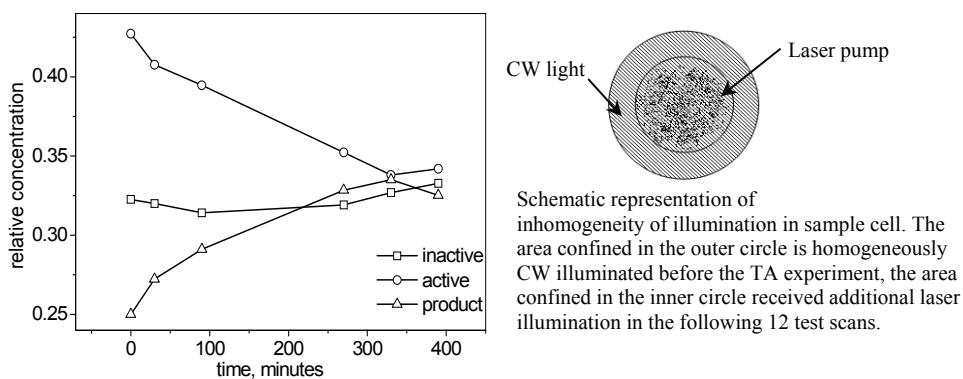 0.40
0.35
0.30
0.25
relative concentration
inactive
active
product
0 100 200 300 400
time, minutes
CW light
Laser pump
Schematic representation of
inhomogeneity of illumination in sample cell. The
area confined in the outer circle is homogeneously
CW illuminated before the TA experiment, the area
confined in the inner circle received additional laser
illumination in the following 12 test scans.